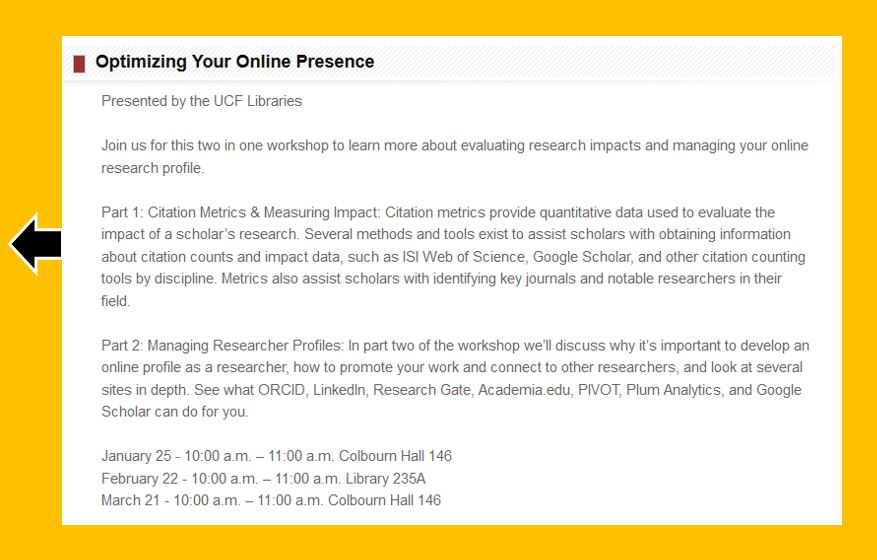 Optimizing Your Online Presence
Presented by the UCF Libraries
Join us for this two in one workshop to learn more about evaluating research impacts and managing your online
research profile.
Part 1: Citation Metrics & Measuring Impact: Citation metrics provide quantitative data used to evaluate the
impact of a scholar’s research. Several methods and tools exist to assist scholars with obtaining information
about citation counts and impact data, such as ISI Web of Science, Google Scholar, and other citation counting
tools by discipline. Metrics also assist scholars with identifying key journals and notable researchers in their
field.
Part 2: Managing Researcher Profiles: In part two of the workshop we’ll discuss why it’s important to develop an
online profile as a researcher, how to promote your work and connect to other researchers, and look at several
sites in depth. See what ORCID, LinkedIn, Research Gate, Academia.edu, PIVOT, Plum Analytics, and Google
Scholar can do for you.
January 25 - 10:00 a.m. – 11:00 a.m. Colbourn Hall 146
February 22 - 10:00 a.m. – 11:00 a.m. Library 235A
March 21 - 10:00 a.m. – 11:00 a.m. Colbourn Hall 146